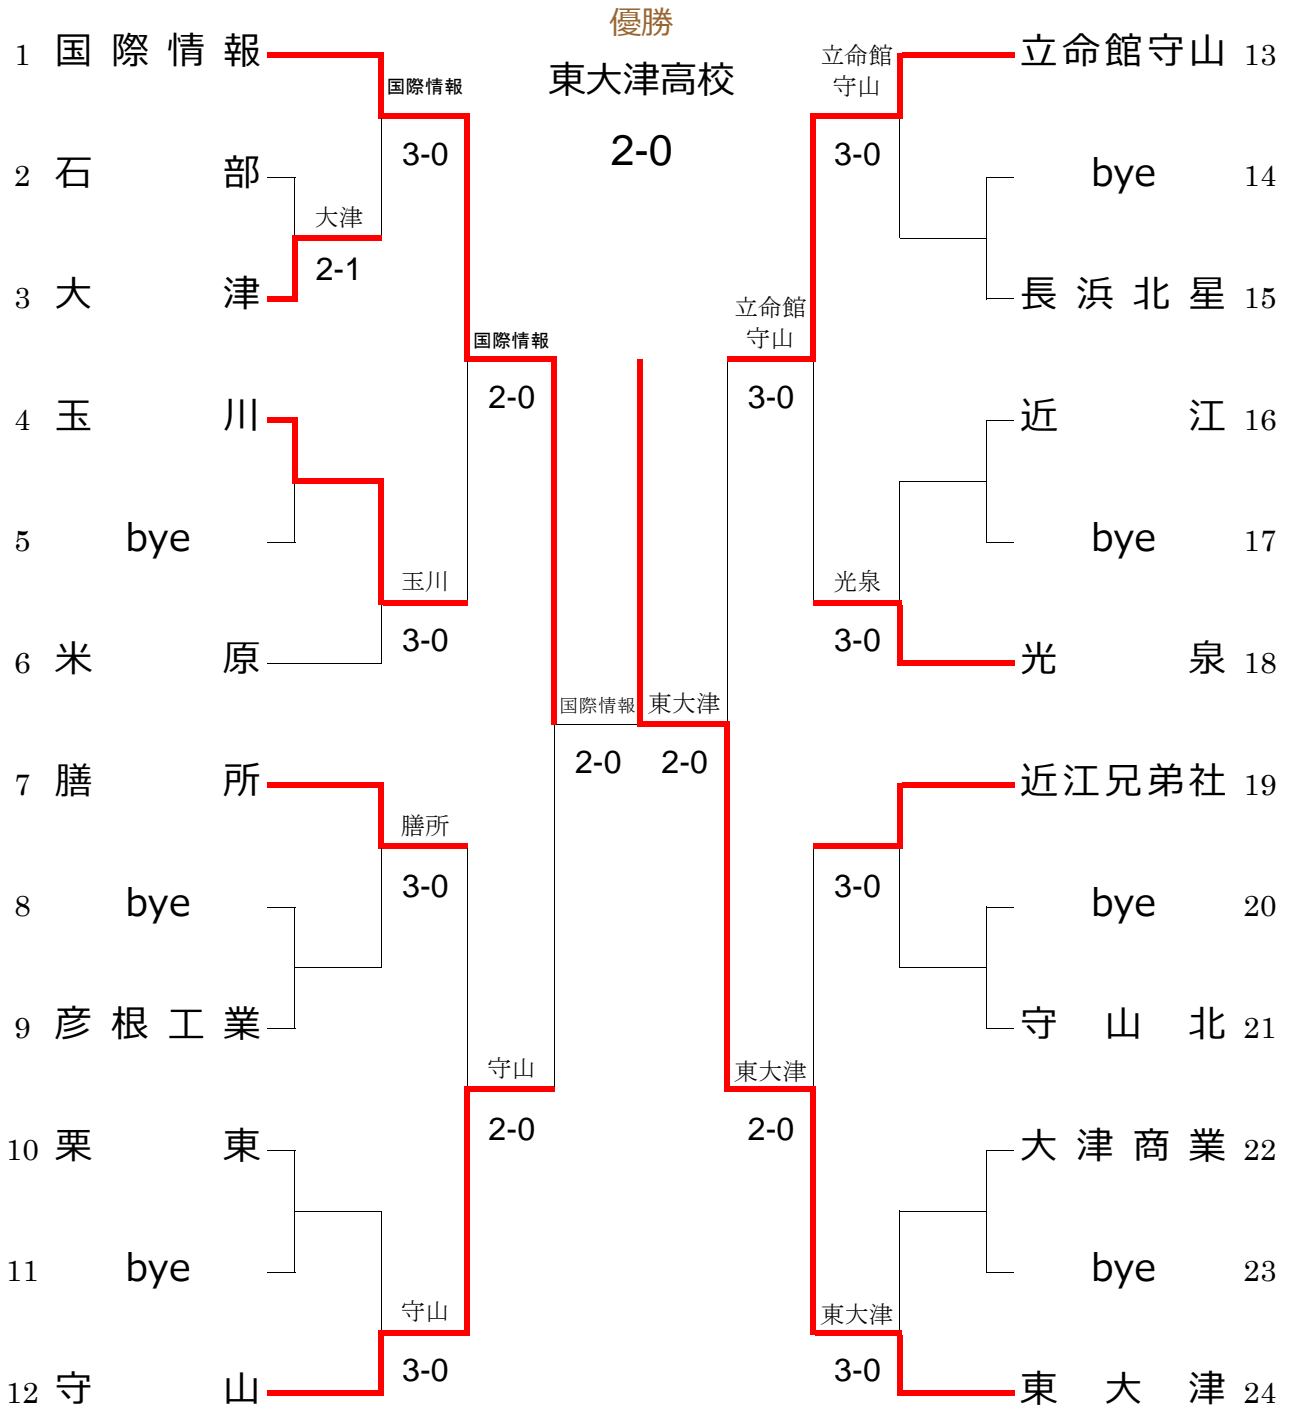 優勝
東大津高校
2-0
1 国際情報
国際情報
3-0
2 石部
大津
2-1
3 大津
国際情報
2-0
4 玉川
5 bye
玉川
3-0
6 米原
国際情報
2-0
7 膳所
膳所
3-0
8 bye
9 彦根工業
守山
2-0
10 栗東
11 bye
守山
3-0
12 守山
立命館守山 13
立命館
守山
3-0
bye 14
長浜北星 15
立命館
守山
3-0
近江 16
bye 17
光泉
3-0
光泉 18
東大津
2-0
近江兄弟社 19
3-0
bye 20
守山北 21
東大津
2-0
大津商業 22
bye 23
東大津
3-0
東大津 24